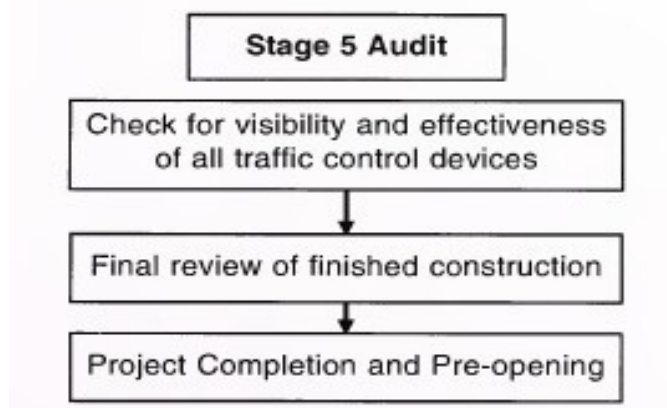 Stage 5 Audit
Check for visibility and effectiveness
of all traffic control devices
Final review of finished construction
Project Completion and Pre-opening